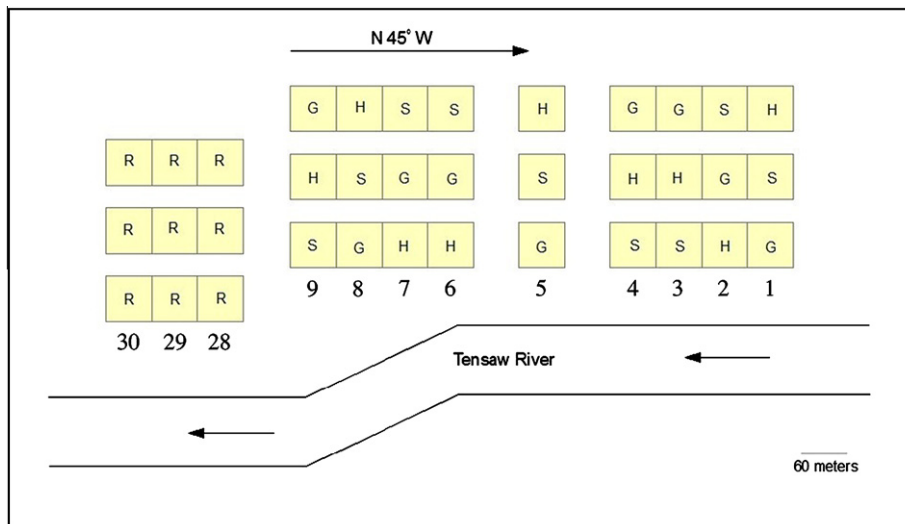 N 45° W
G H S S H G G S H
R R R
H S G G S H H G S
R R R
S G H H G S S H G
9 8 7 6 5 4 3 2 1
R R R
30 29 28
Tensaw River
60 meters